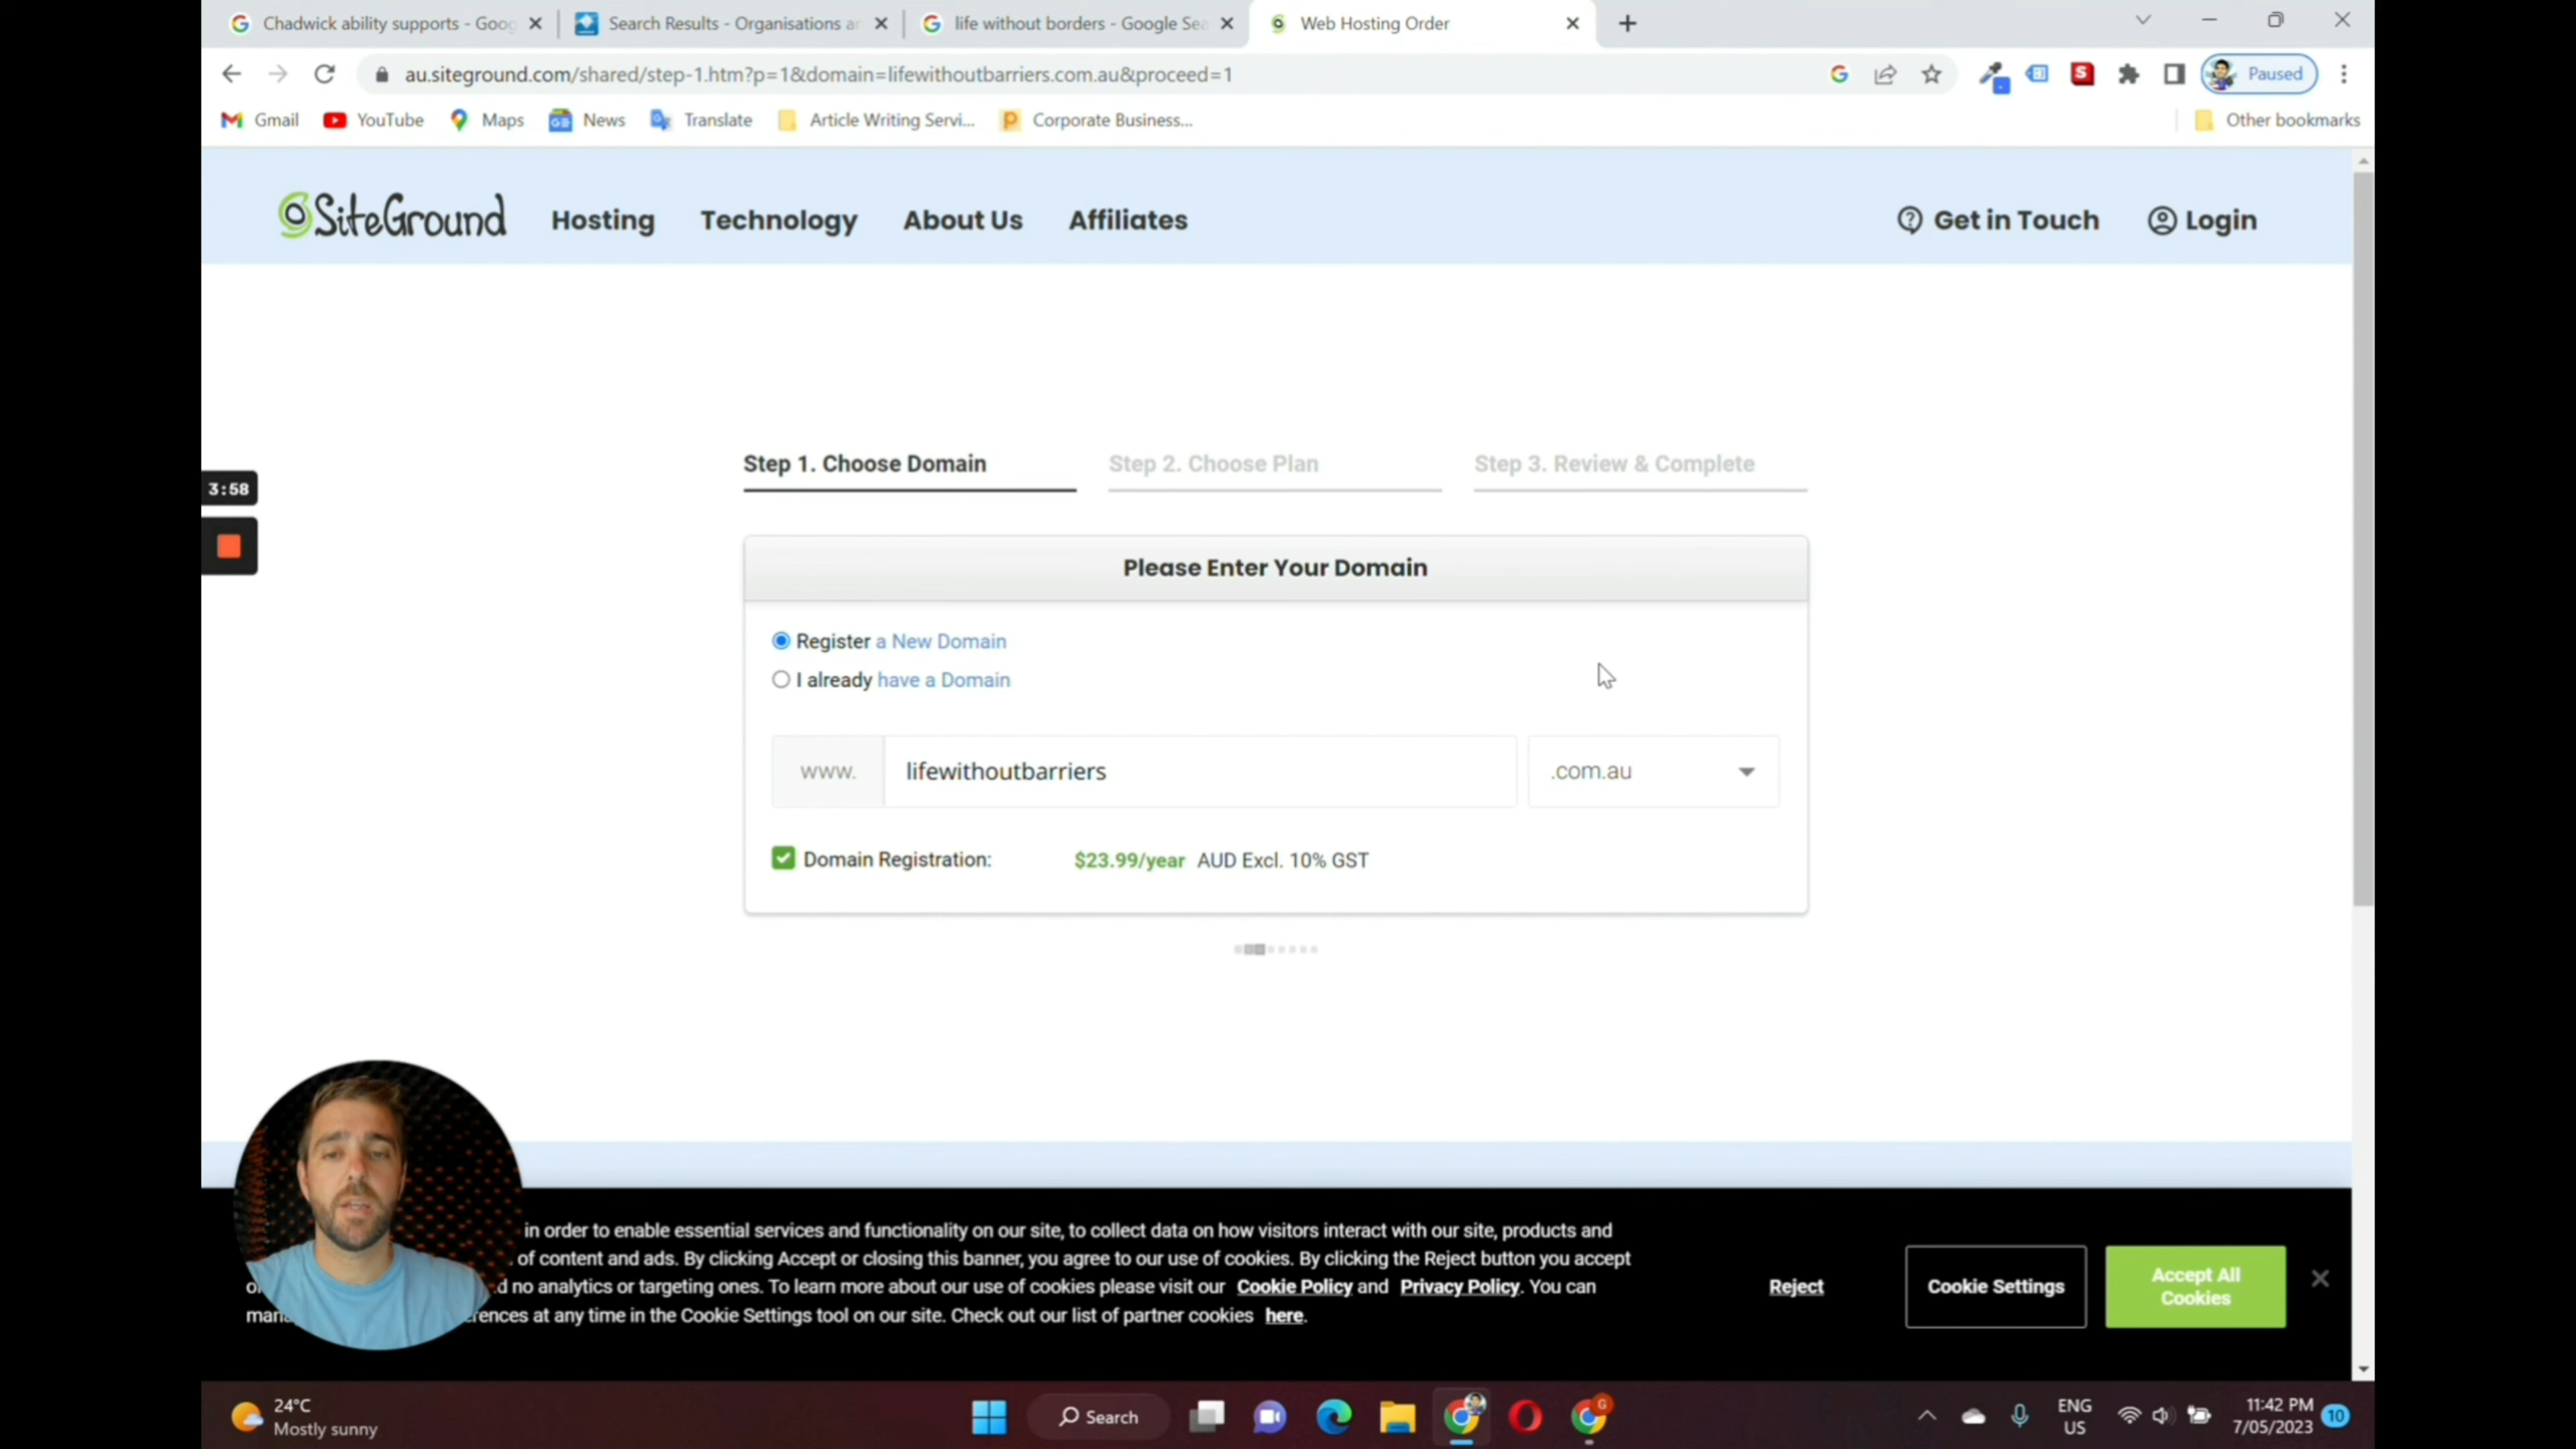 Chadwick ability supports - Goog
Search Results - Organisations ar
life without borders - Google Sea
Web Hosting Order
au.siteground.com/shared/step-1.htm?p=1&domain=lifewithoutbarriers.com.au&proceed=1
Paused
Gmail
YouTube
Maps
News
Translate
Article Writing Servi...
Corporate Business...
Other bookmarks
SiteGround
Hosting
Technology
About Us
Affiliates
Get in Touch
Login
Step 1. Choose Domain
Step 2. Choose Plan
Step 3. Review & Complete
3:58
Please Enter Your Domain
Register a New Domain
I already have a Domain
www.
lifewithoutbarriers
.com.au
Domain Registration:
$23.99/year AUD Excl. 10% GST
in order to enable essential services and functionality on our site, to collect data on how visitors interact with our site, products and
of content and ads. By clicking Accept or closing this banner, you agree to our use of cookies. By clicking the Reject button you accept
no analytics or targeting ones. To learn more about our use of cookies please visit our Cookie Policy and Privacy Policy. You can
at any time in the Cookie Settings tool on our site. Check out our list of partner cookies here.
Reject
Cookie Settings
Accept All
Cookies
24°C
Mostly sunny
Search
G
ENG
US
11:42 PM
7/05/2023
10